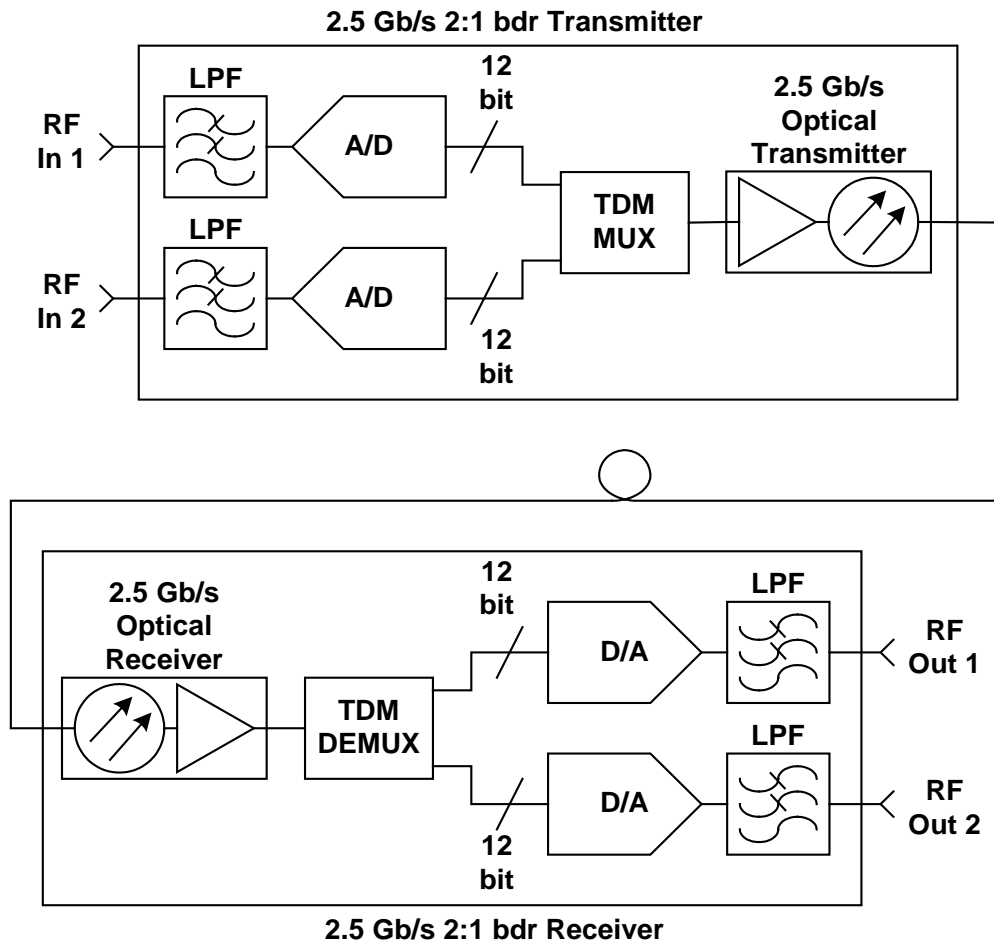 2.5 Gb/s 2:1 bdr Transmitter
RF
In 1
LPF
A/D
12
bit
RF
In 2
LPF
A/D
12
bit
TDM
MUX
2.5 Gb/s
Optical
Transmitter
2.5 Gb/s
Optical
Receiver
TDM
DEMUX
12
bit
D/A
LPF
RF
Out 1
12
bit
D/A
LPF
RF
Out 2
2.5 Gb/s 2:1 bdr Receiver